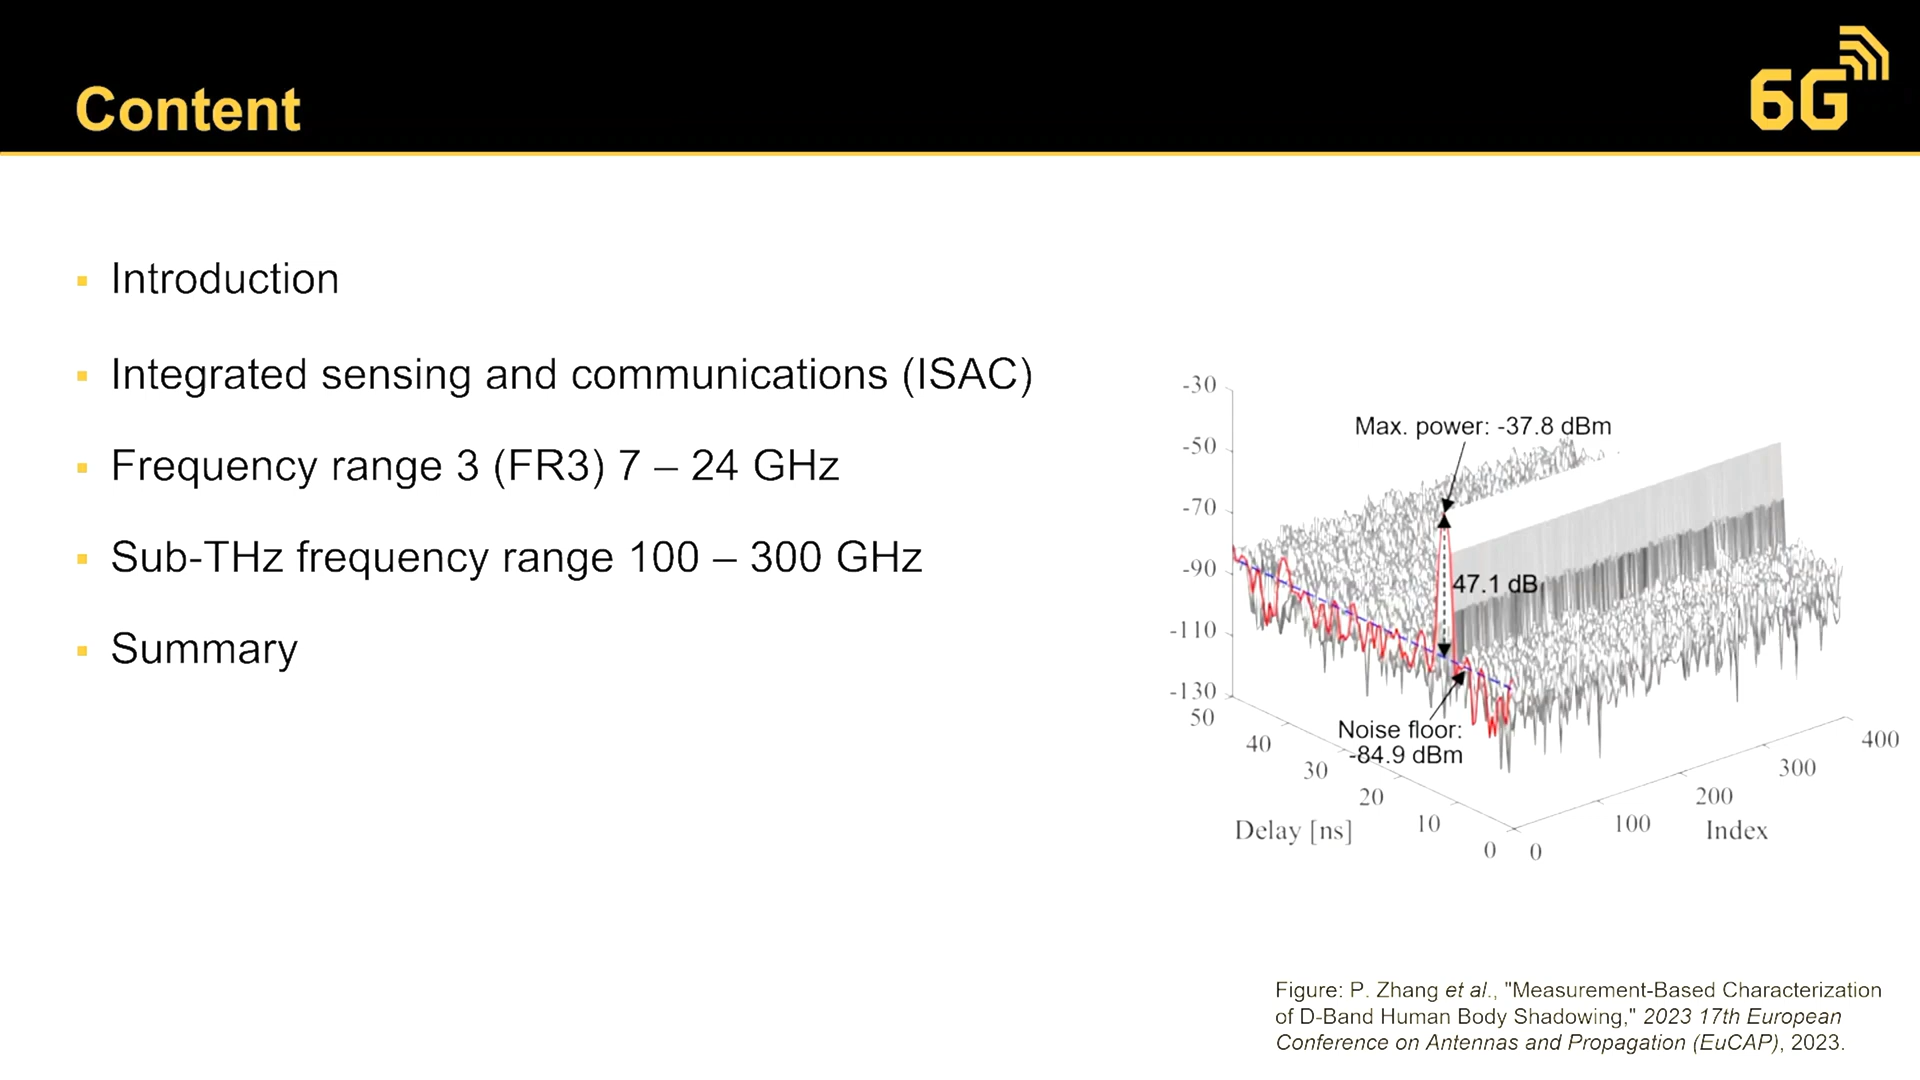 Content
6G
Introduction
Integrated sensing and communications (ISAC)
Frequency range 3 (FR3) 7 – 24 GHz
Sub-THz frequency range 100 – 300 GHz
Summary
-30
-50
-70
-90
-110
-130
Max. power: -37.8 dBm
47.1 dB
Noise floor:
-84.9 dBm
50
40
30
20
10
0
Delay [ns]
0
100
200
300
400
Index
Figure: P. Zhang et al., "Measurement-Based Characterization
of D-Band Human Body Shadowing," 2023 17th European
Conference on Antennas and Propagation (EuCAP), 2023.